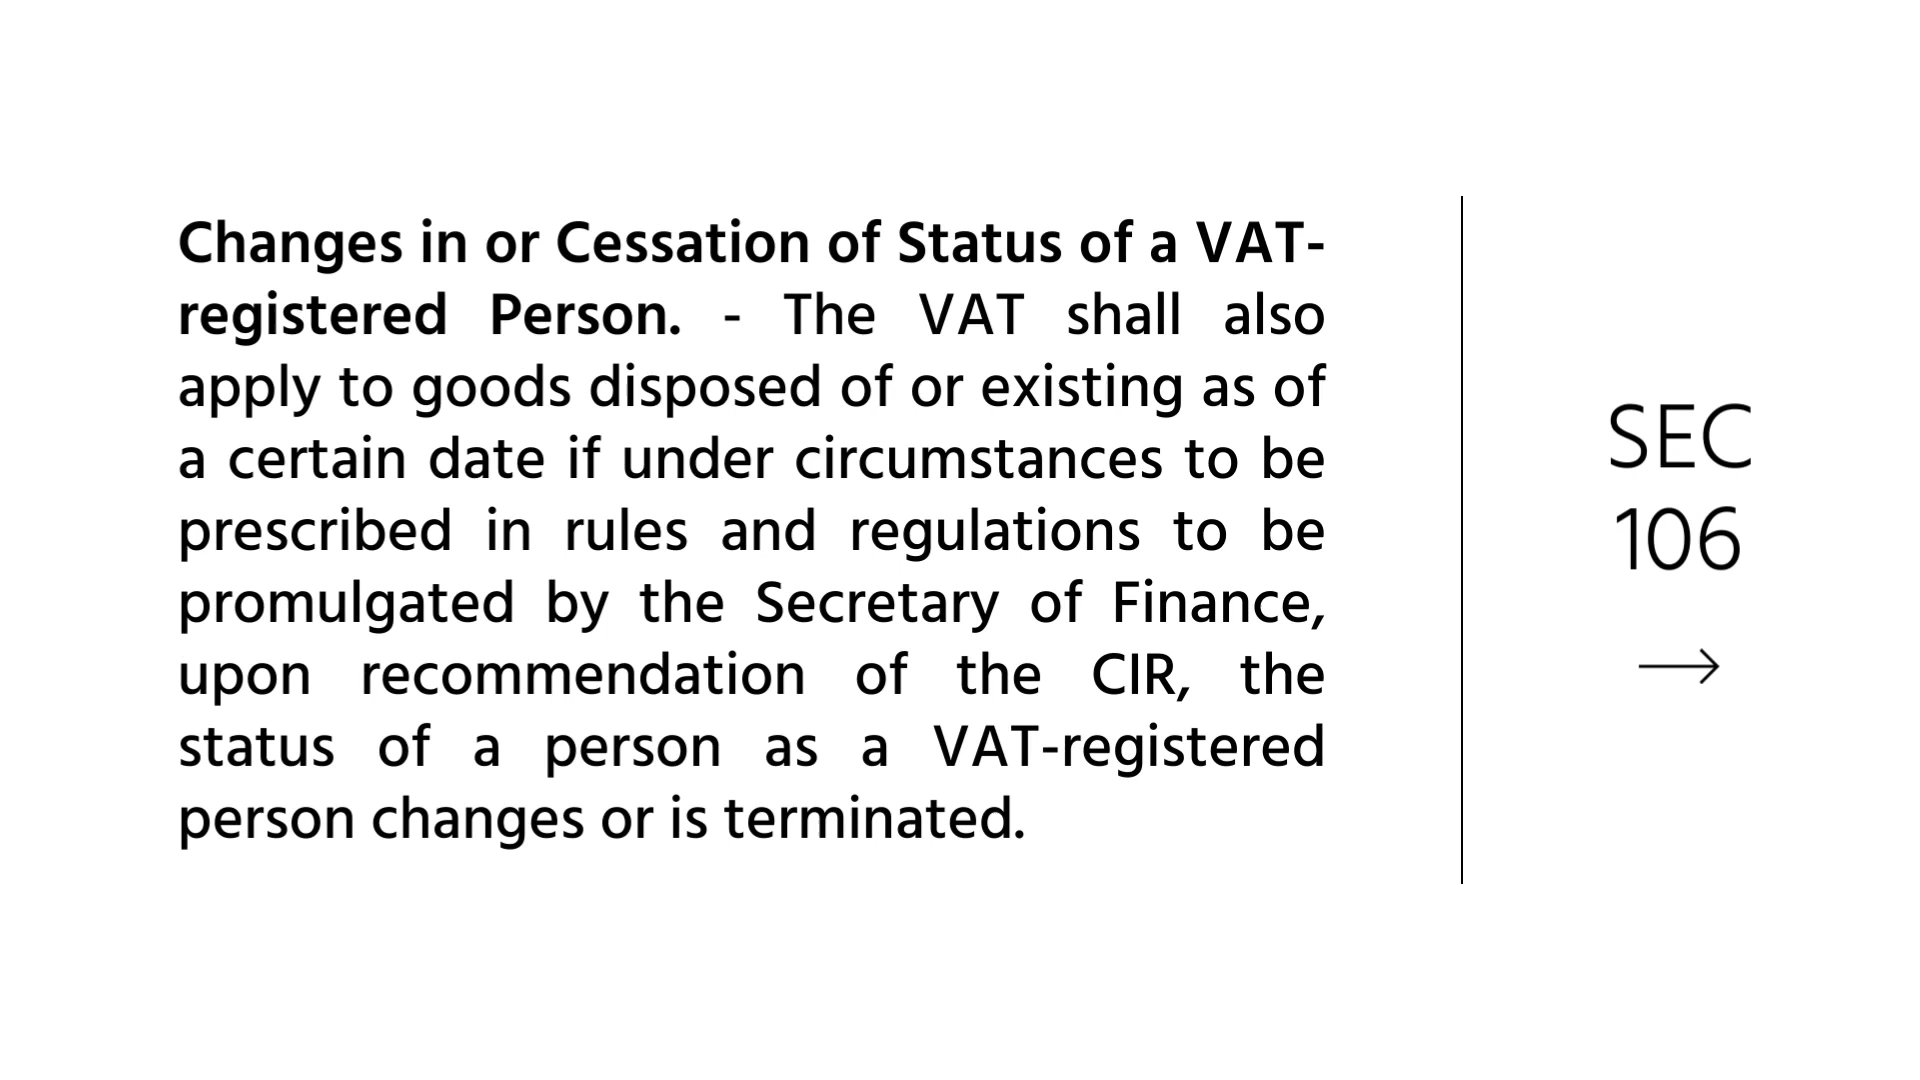 Changes in or Cessation of Status of a VAT-
registered Person. - The VAT shall also
apply to goods disposed of or existing as of
a certain date if under circumstances to be
prescribed in rules and regulations to be
promulgated by the Secretary of Finance,
upon recommendation of the CIR, the
status of a person as a VAT-registered
person changes or is terminated.
SEC
106